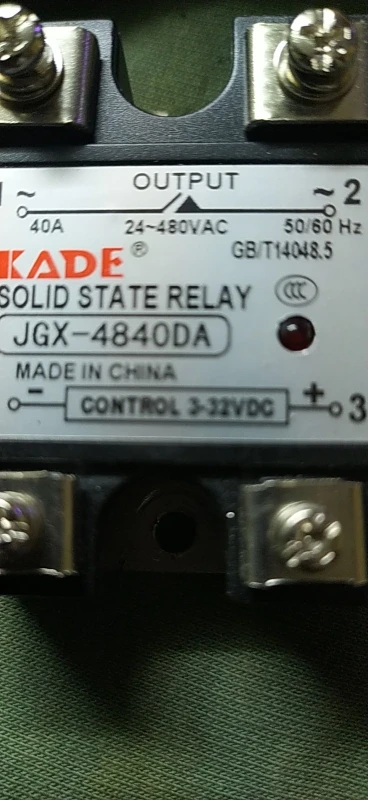 OUTPUT
1 ~ ~ 2
40A 24~480VAC 50/60 Hz
KADE ® GB/T14048.5
SOLID STATE RELAY CCC
JGX-4840DA
MADE IN CHINA
- CONTROL 3-32VDC + 3